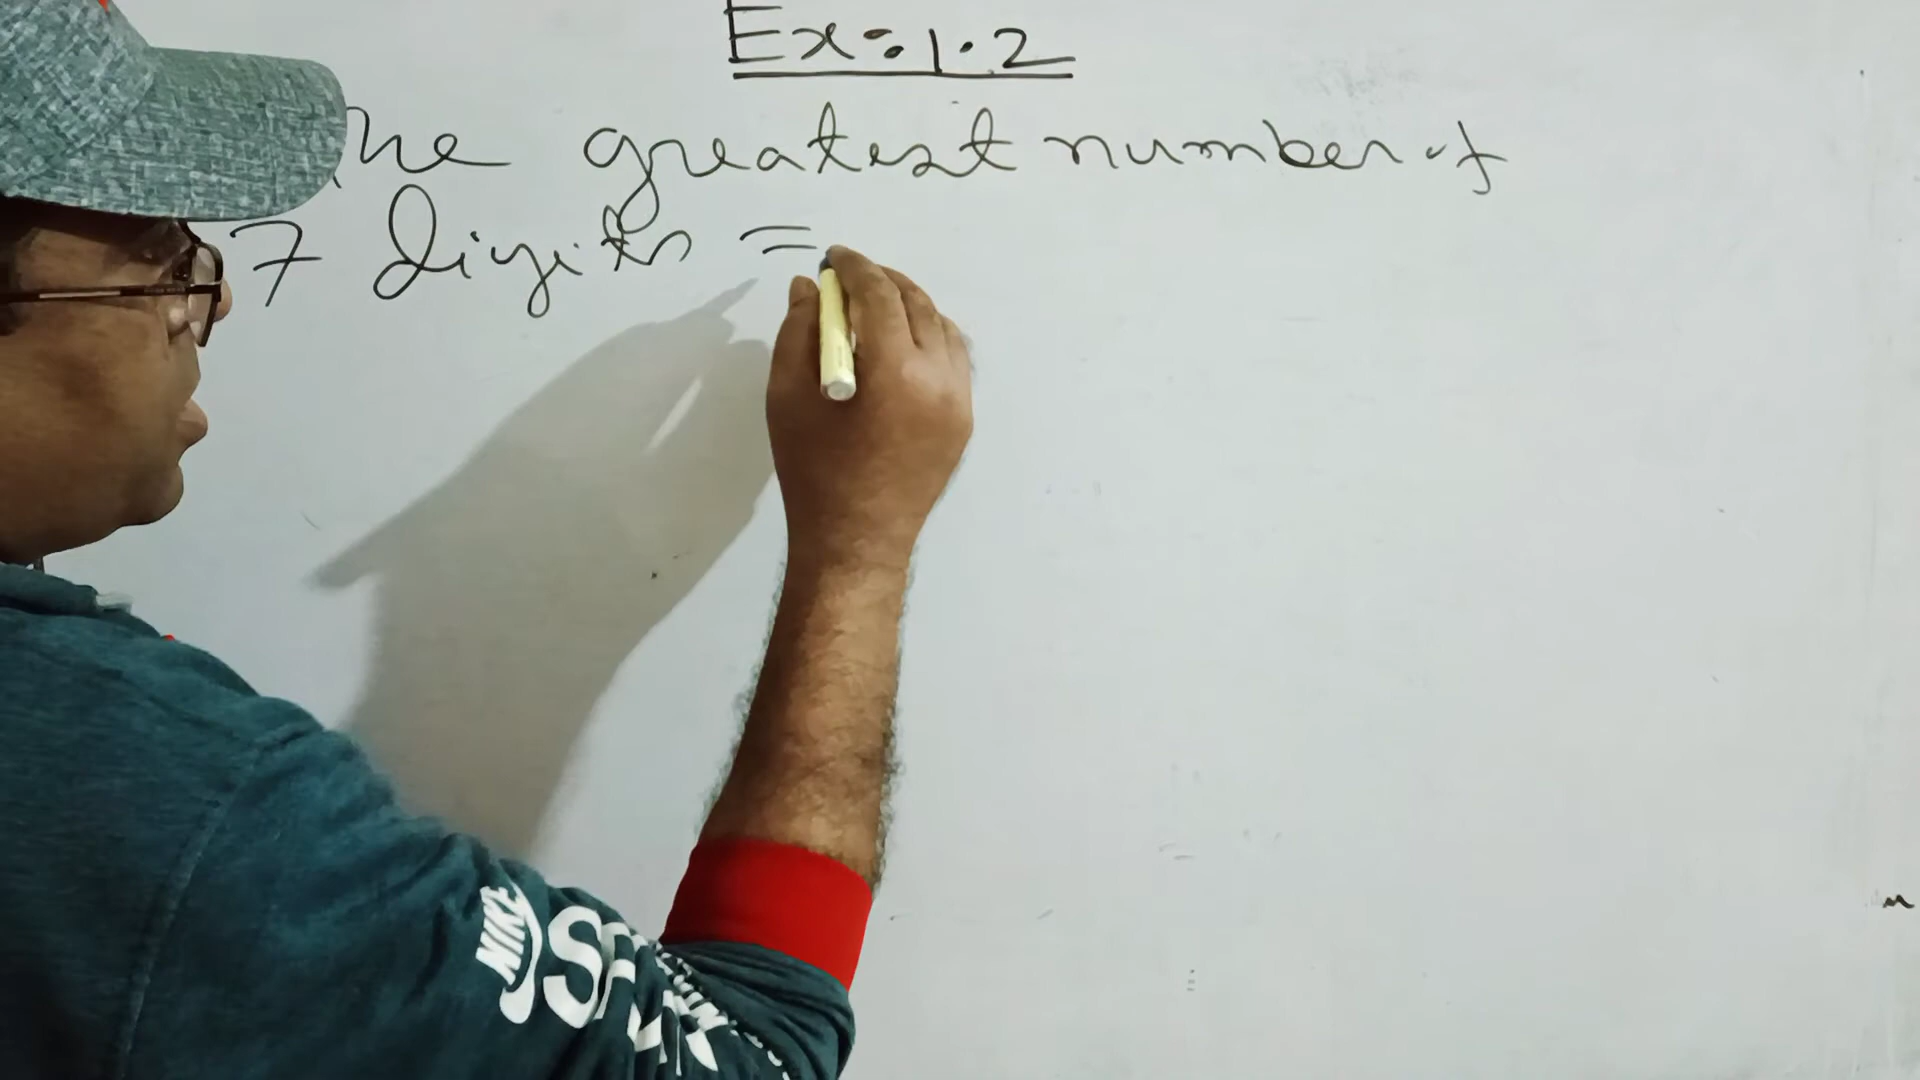 Ex:1.2
he greatest number of
7 digits =
NIKE